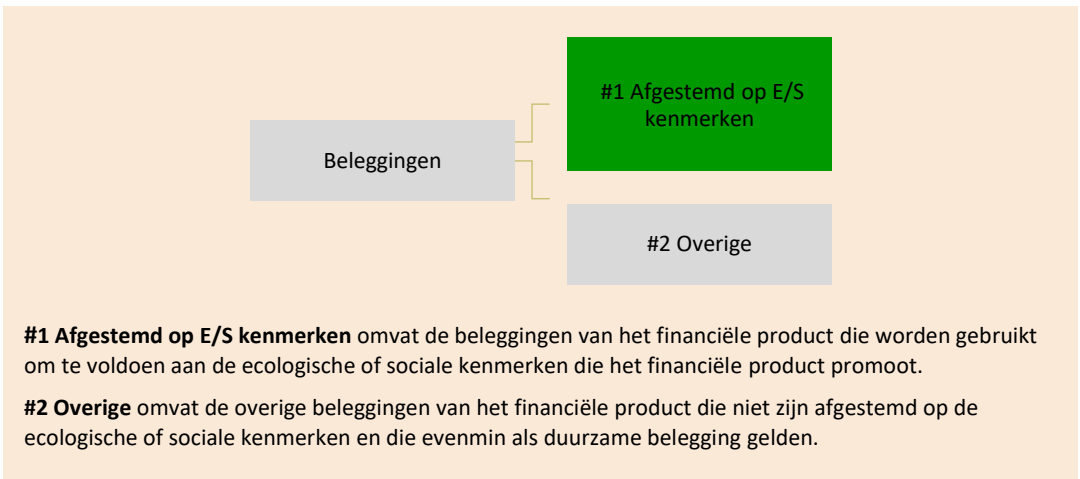 #1 Afgestemd op E/S
kenmerken
Beleggingen
#2 Overige
#1 Afgestemd op E/S kenmerken omvat de beleggingen van het financiële product die worden gebruikt
om te voldoen aan de ecologische of sociale kenmerken die het financiële product promoot.
#2 Overige omvat de overige beleggingen van het financiële product die niet zijn afgestemd op de
ecologische of sociale kenmerken en die evenmin als duurzame belegging gelden.